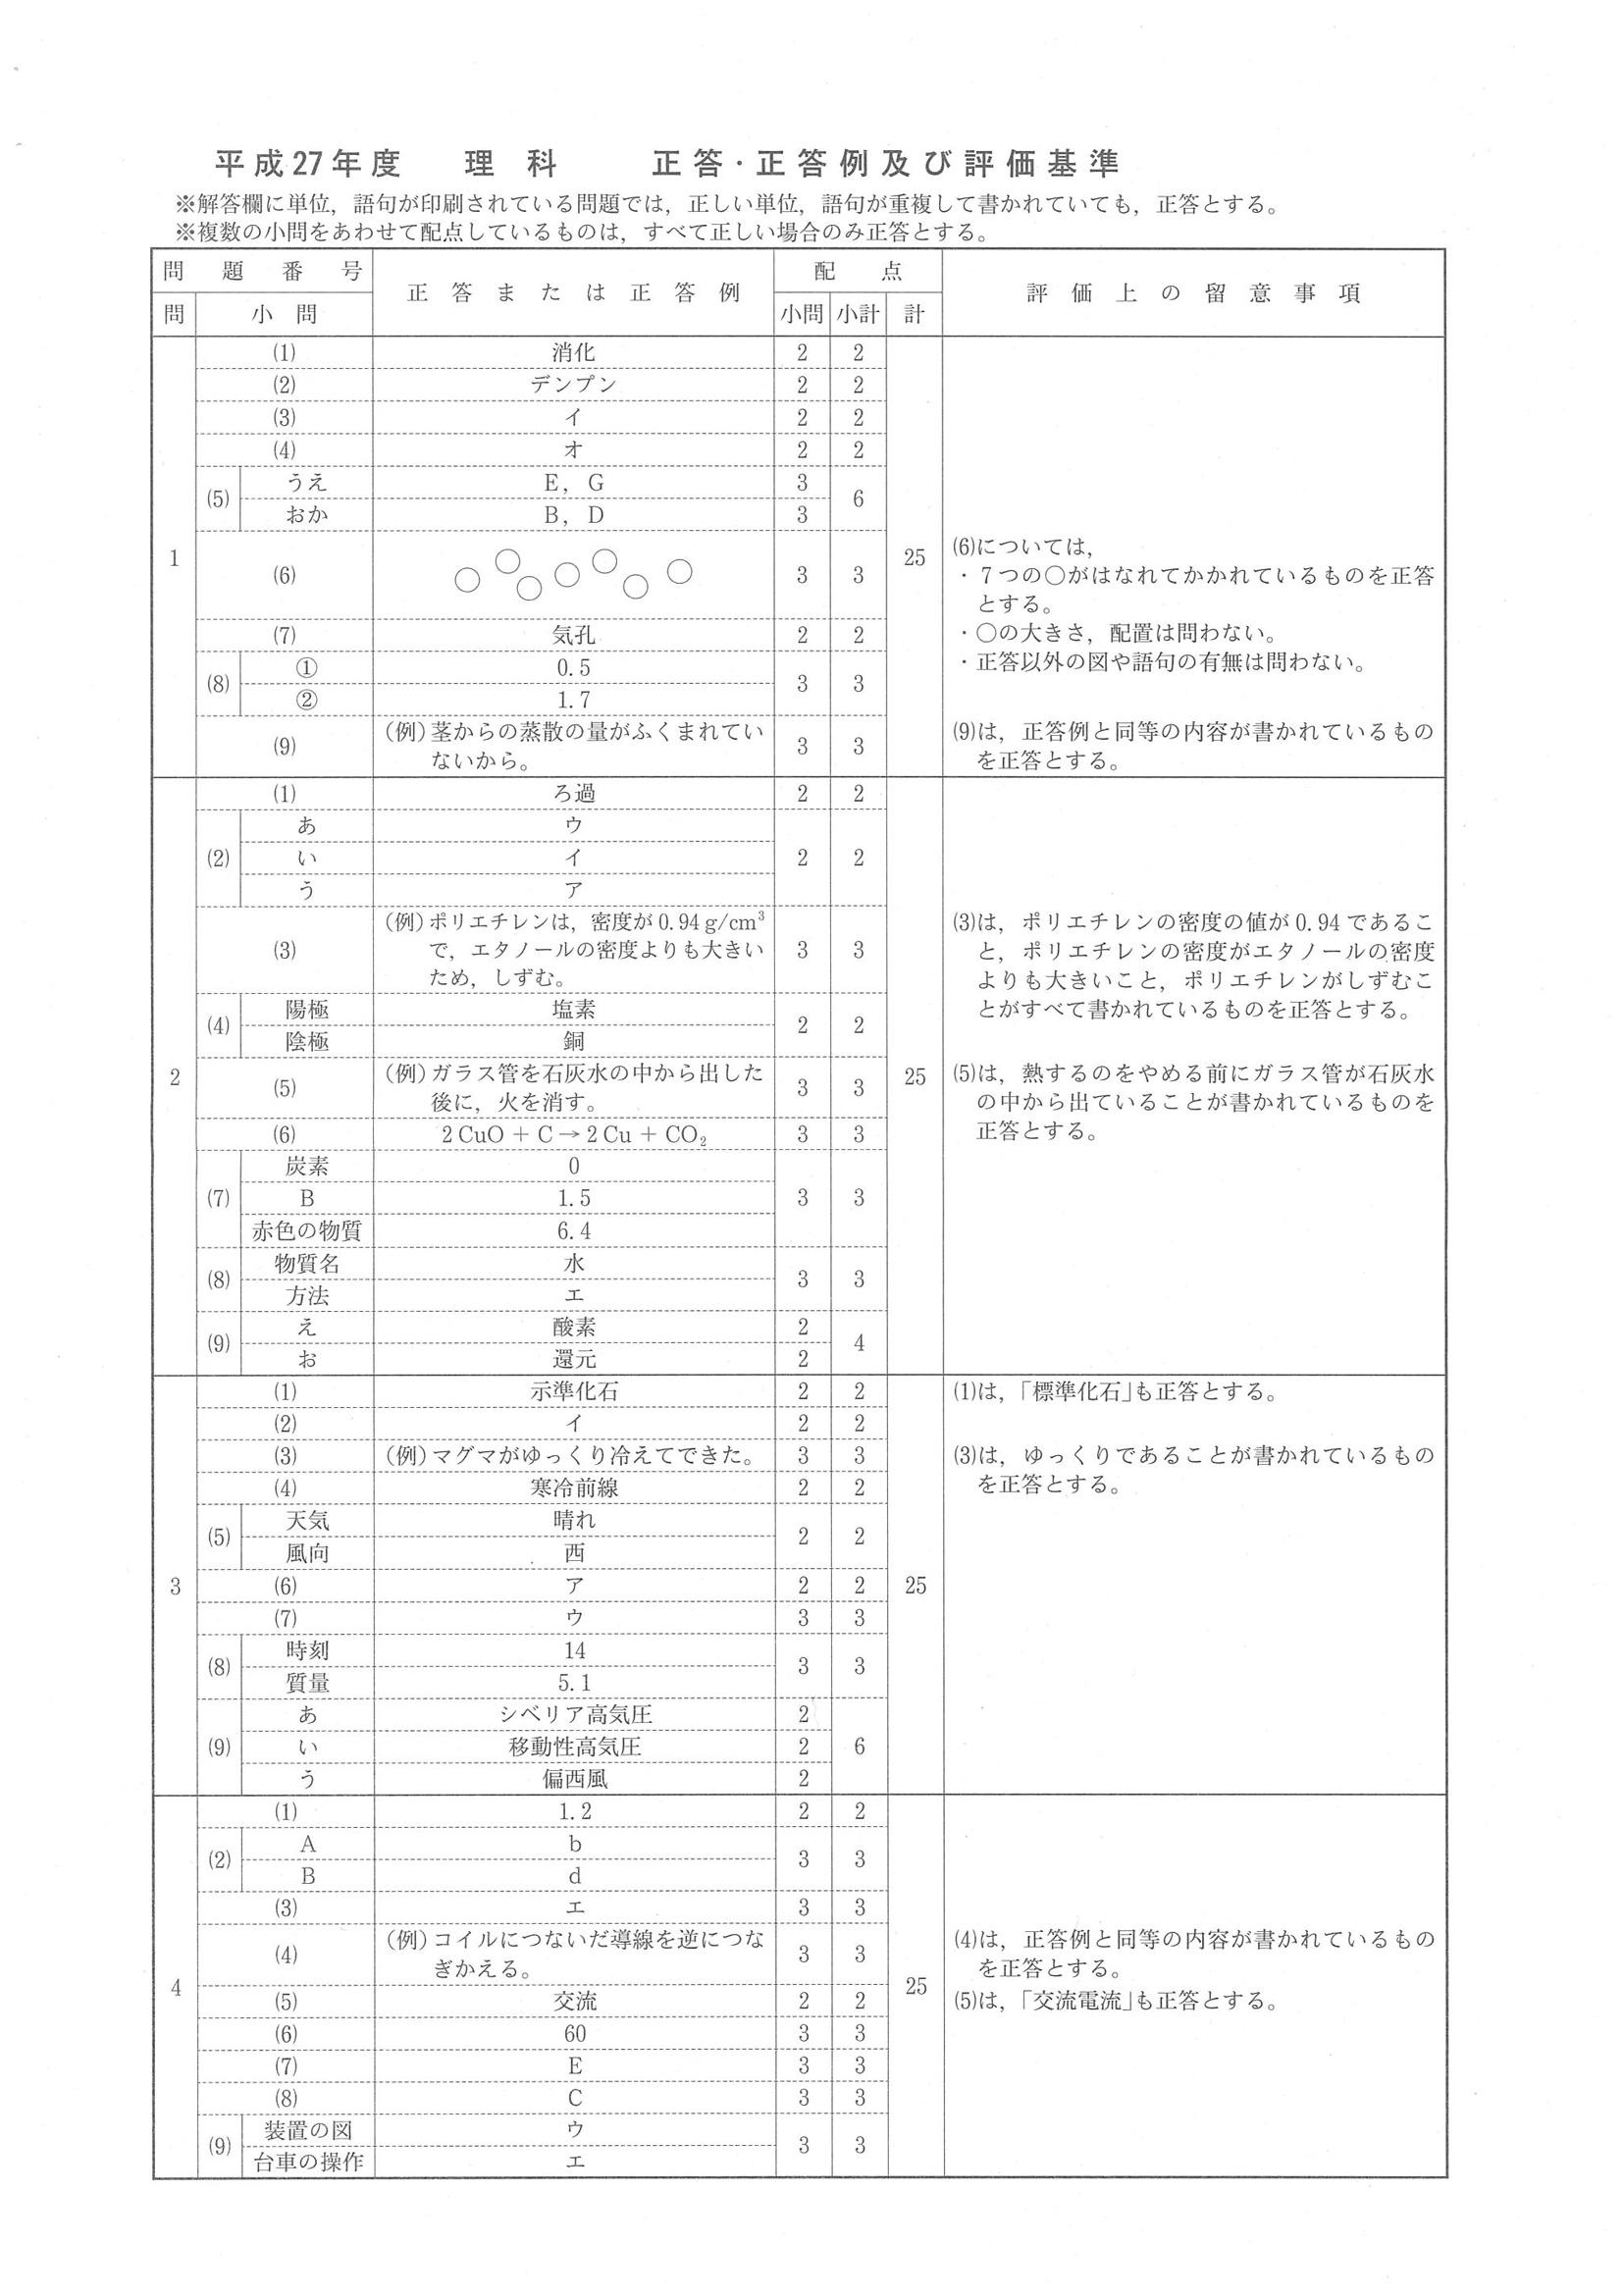 平成27年度　理　科　正答・正答例及び評価基準
※解答欄に単位，語句が印刷されている問題では，正しい単位，語句が重複して書かれていても，正答とする。
※複数の小問をあわせて配点しているものは，すべて正しい場合のみ正答とする。
問　題　番　号　正　答　ま　た　は　正　答　例　配　点　評　価　上　の　留　意　事　項
問　小　問　小問　小計　計
1　25
(1)　消化　2　2
(2)　デンプン　2　2
(3)　イ　2　2
(4)　オ　2　2
(5)　うえ　E，G　3　6
おか　B，D　3
(6)　○○○○○○○　3　3
(7)　気孔　2　2
(8)　①　0.5　3　3
②　1.7
(9)　（例）茎からの蒸散の量がふくまれてい　3　3
ないから。
(6)については，
・７つの○がはなれてかかれているものを正答
とする。
・○の大きさ，配置は問わない。
・正答以外の図や語句の有無は問わない。
(9)は，正答例と同等の内容が書かれているもの
を正答とする。
2　25
(1)　ろ過　2　2
(2)　あ　ウ　2　2
い　イ
う　ア
(3)　（例）ポリエチレンは，密度が0.94 g/cm³　3　3
で，エタノールの密度よりも大きい
ため，しずむ。
(4)　陽極　塩素　2　2
陰極　銅
(5)　（例）ガラス管を石灰水の中から出した　3　3
後に，火を消す。
(6)　2 CuO + C → 2 Cu + CO₂　3　3
(7)　炭素　0　3　3
B　1.5
赤色の物質　6.4
(8)　物質名　水　3　3
方法　エ
(9)　え　酸素　2　4
お　還元　2
(3)は，ポリエチレンの密度の値が0.94であるこ
と，ポリエチレンの密度がエタノールの密度
よりも大きいこと，ポリエチレンがしずむこ
とがすべて書かれているものを正答とする。
(5)は，熱するのをやめる前にガラス管が石灰水
の中から出ていることが書かれているものを
正答とする。
3　25
(1)　示準化石　2　2
(2)　イ　2　2
(3)　（例）マグマがゆっくり冷えてできた。　3　3
(4)　寒冷前線　2　2
(5)　天気　晴れ　2　2
風向　西
(6)　ア　2　2
(7)　ウ　3　3
(8)　時刻　14　3　3
質量　5.1
(9)　あ　シベリア高気圧　2　6
い　移動性高気圧　2
う　偏西風　2
(1)は，「標準化石」も正答とする。
(3)は，ゆっくりであることが書かれているもの
を正答とする。
4　25
(1)　1.2　2　2
(2)　A　b　3　3
B　d
(3)　エ　3　3
(4)　（例）コイルにつないだ導線を逆につな　3　3
ぎかえる。
(5)　交流　2　2
(6)　60　3　3
(7)　E　3　3
(8)　C　3　3
(9)　装置の図　ウ　3　3
台車の操作　エ
(4)は，正答例と同等の内容が書かれているもの
を正答とする。
(5)は，「交流電流」も正答とする。